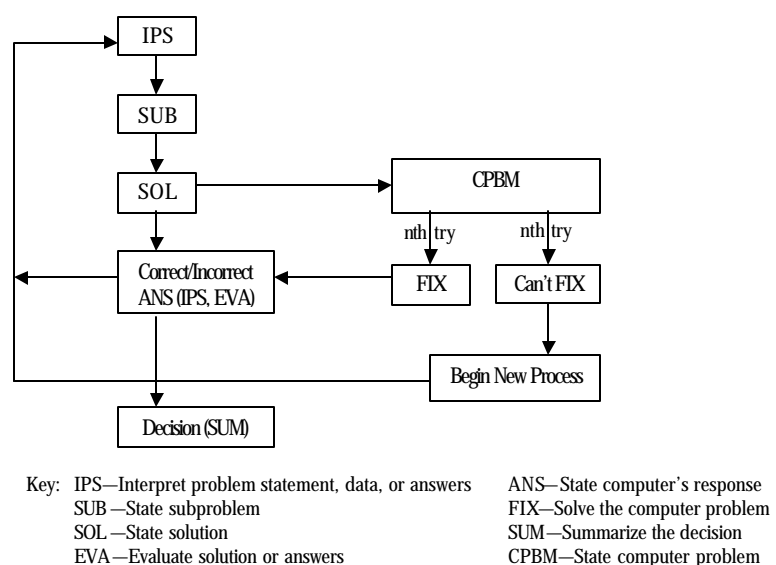 IPS
SUB
SOL
CPBM
nth try
nth try
Correct/Incorrect
ANS (IPS, EVA)
FIX
Can't FIX
Begin New Process
Decision (SUM)
Key: IPS—Interpret problem statement, data, or answers
SUB—State subproblem
SOL—State solution
EVA—Evaluate solution or answers
ANS—State computer's response
FIX—Solve the computer problem
SUM—Summarize the decision
CPBM—State computer problem